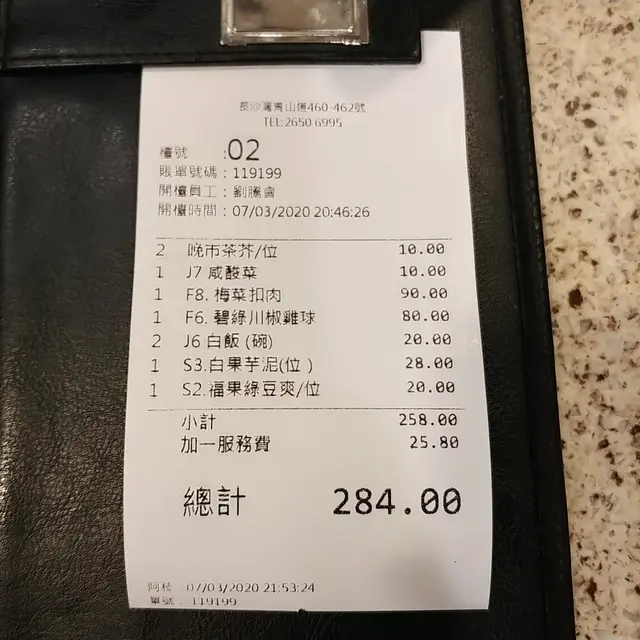 長沙灣青山道460-462號
TEL:2650 6995
檯號 :02
賬單號碼：119199
開檯員工：劉騰會
開檯時間：07/03/2020 20:46:26
2 晚市茶芥/位 10.00
1 J7 咸酸菜 10.00
1 F8. 梅菜扣肉 90.00
1 F6. 碧綠川椒雞球 80.00
2 J6 白飯 (碗) 20.00
1 S3.白果芋泥(位 ) 28.00
1 S2.福果綠豆爽/位 20.00
小計 258.00
加一服務費 25.80
總計 284.00
07/03/2020 21:53:24
單號 119199